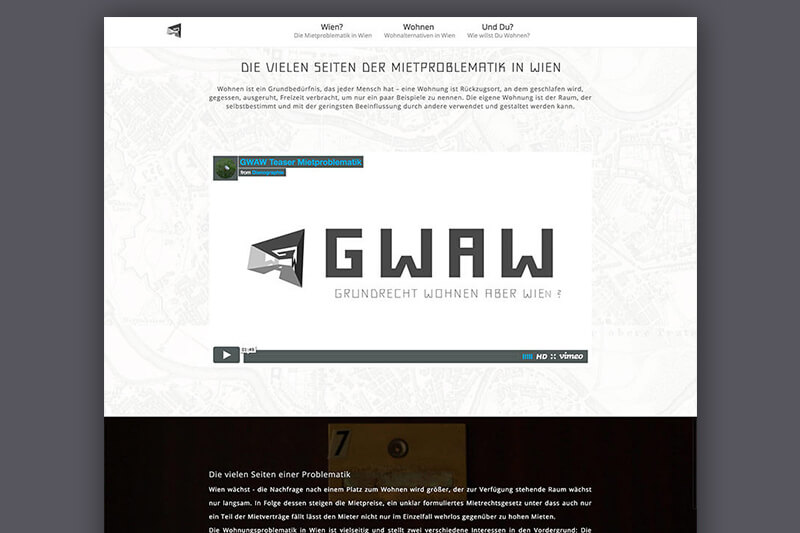 Wien?
Die Mietproblematik in Wien
Wohnen
Wohnalternativen in Wien
Und Du?
Wie willst Du Wohnen?
DIE VIELEN SEITEN DER MIETPROBLEMATIK IN WIEN
Wohnen ist ein Grundbedürfnis, das jeder Mensch hat – eine Wohnung ist Rückzugsort, an dem geschlafen wird,
gegessen, ausgeruht, Freizeit verbracht, um nur ein paar Beispiele zu nennen. Die eigene Wohnung ist der Raum, der
selbstbestimmt und mit der geringsten Beeinflussung durch andere verwendet und gestaltet werden kann.
GWAW Teaser Mietproblematik
from
GWAW
GRUNDRECHT WOHNEN ABER WIEN ?
01:49
HD vimeo
7
Die vielen Seiten einer Problematik
Wien wächst - die Nachfrage nach einem Platz zum Wohnen wird größer, der zur Verfügung stehende Raum wächst
nur langsam. In Folge dessen steigen die Mietpreise, ein unklar formuliertes Mietrechtsgesetz unter dass auch nur
ein Teil der Mietverträge fällt lässt den Mieter nicht nur im Einzelfall wehrlos gegenüber zu hohen Mieten.
Die Wohnungsproblematik in Wien ist vielseitig und stellt zwei verschiedene Interessen in den Vordergrund: Die